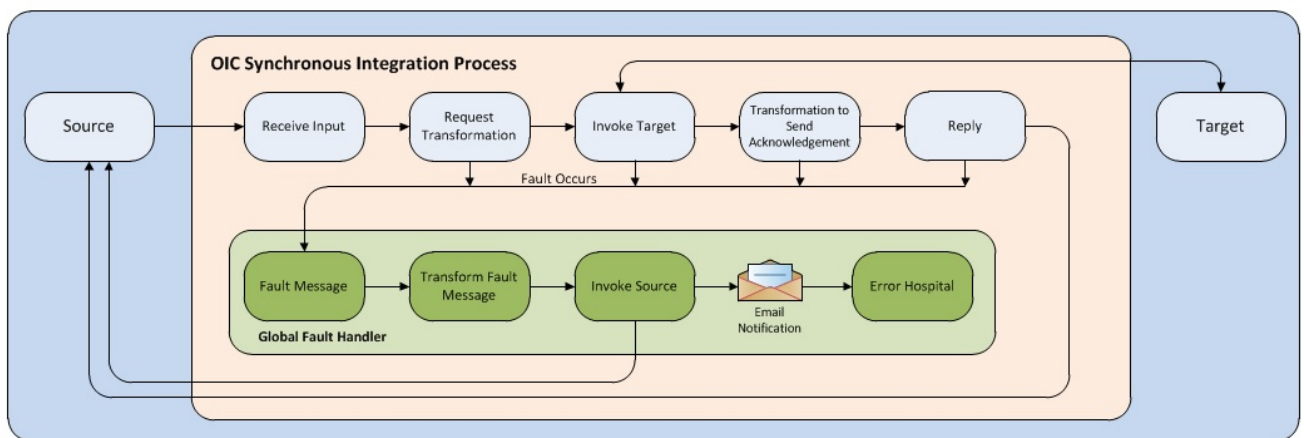 OIC Synchronous Integration Process
Source
Receive Input
Request
Transformation
Invoke Target
Transformation to
Send
Acknowledgement
Reply
Target
Fault Occurs
Fault Message
Transform Fault
Message
Invoke Source
Email
Notification
Error Hospital
Global Fault Handler